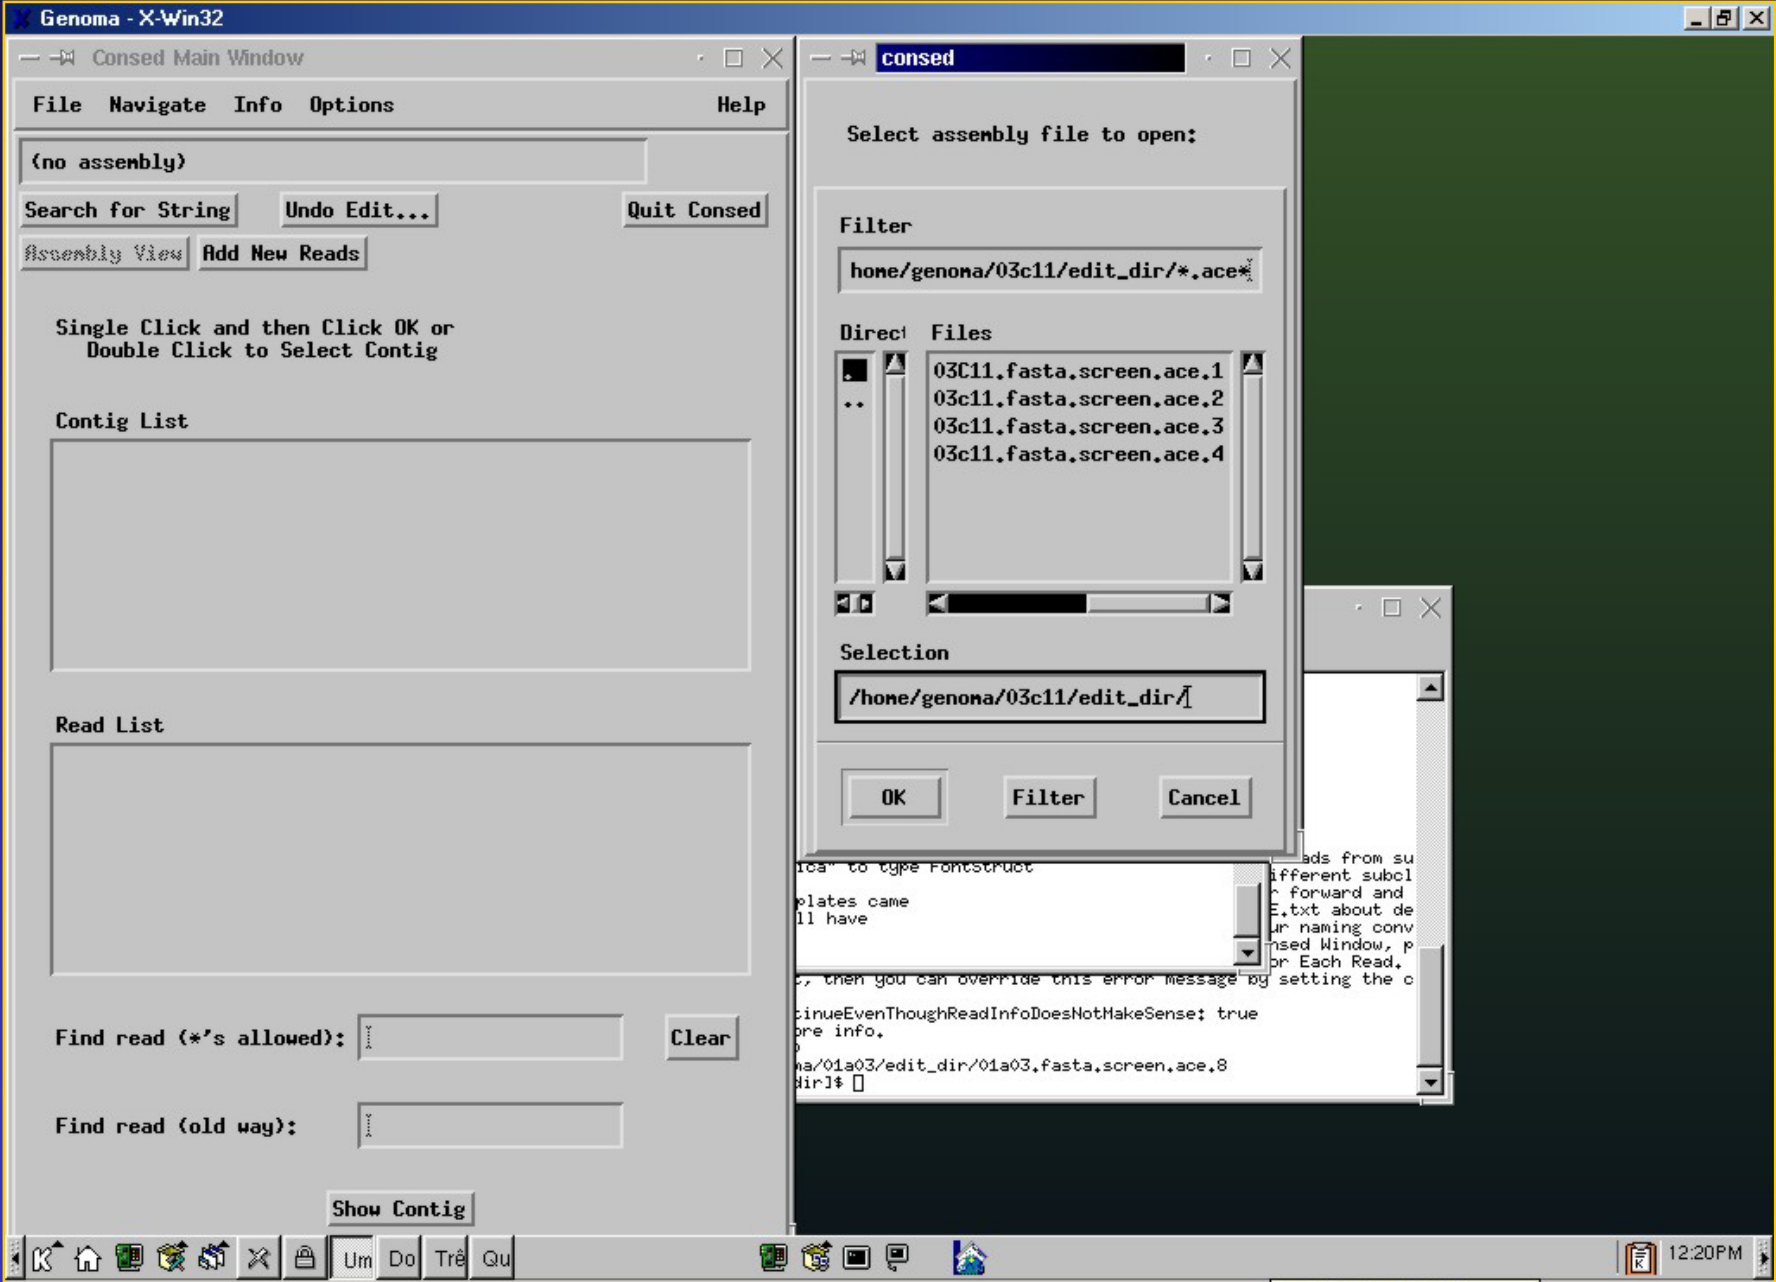 Genoma - X-Win32
Consed Main Window
File Navigate Info Options Help
(no assembly)
Search for String Undo Edit... Quit Consed
Assembly View Add New Reads
Single Click and then Click OK or
Double Click to Select Contig
Contig List
Read List
Find read (*'s allowed): Clear
Find read (old way):
Show Contig
consed
Select assembly file to open:
Filter
home/genoma/03c11/edit_dir/*.ace*
Direct Files
.
..
03C11.fasta.screen.ace.1
03c11.fasta.screen.ace.2
03c11.fasta.screen.ace.3
03c11.fasta.screen.ace.4
Selection
/home/genoma/03c11/edit_dir/
OK Filter Cancel
ica" to type FontStruct
plates came
ll have
ads from su
ifferent subcl
r forward and
E.txt about de
ur naming conv
nsed Window, p
or Each Read.
t, then you can override this error message by setting the c
tinueEvenThoughReadInfoDoesNotMakeSense: true
ore info.
ma/01a03/edit_dir/01a03.fasta.screen.ace.8
dir]$
Um Do Trê Qu
12:20PM